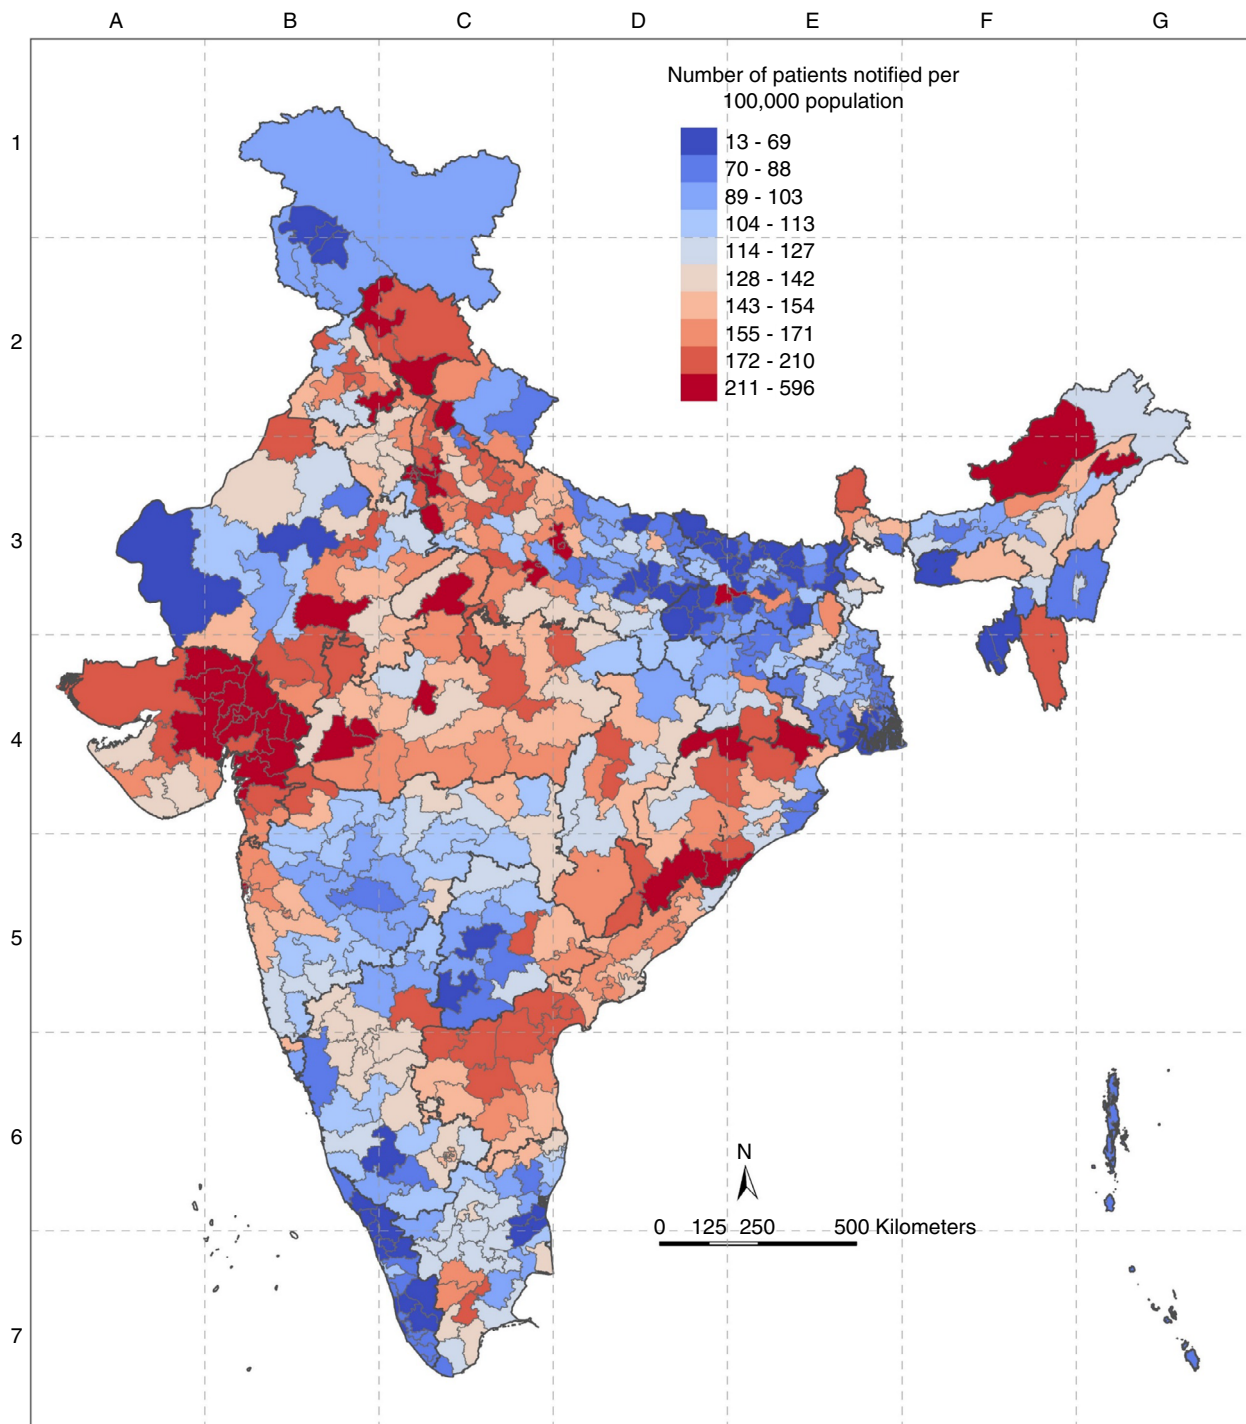 A B C D E F G
Number of patients notified per
100,000 population
1
13 - 69
70 - 88
89 - 103
104 - 113
114 - 127
128 - 142
143 - 154
155 - 171
172 - 210
211 - 596
2
3
4
5
6
N
0 125 250 500 Kilometers
7